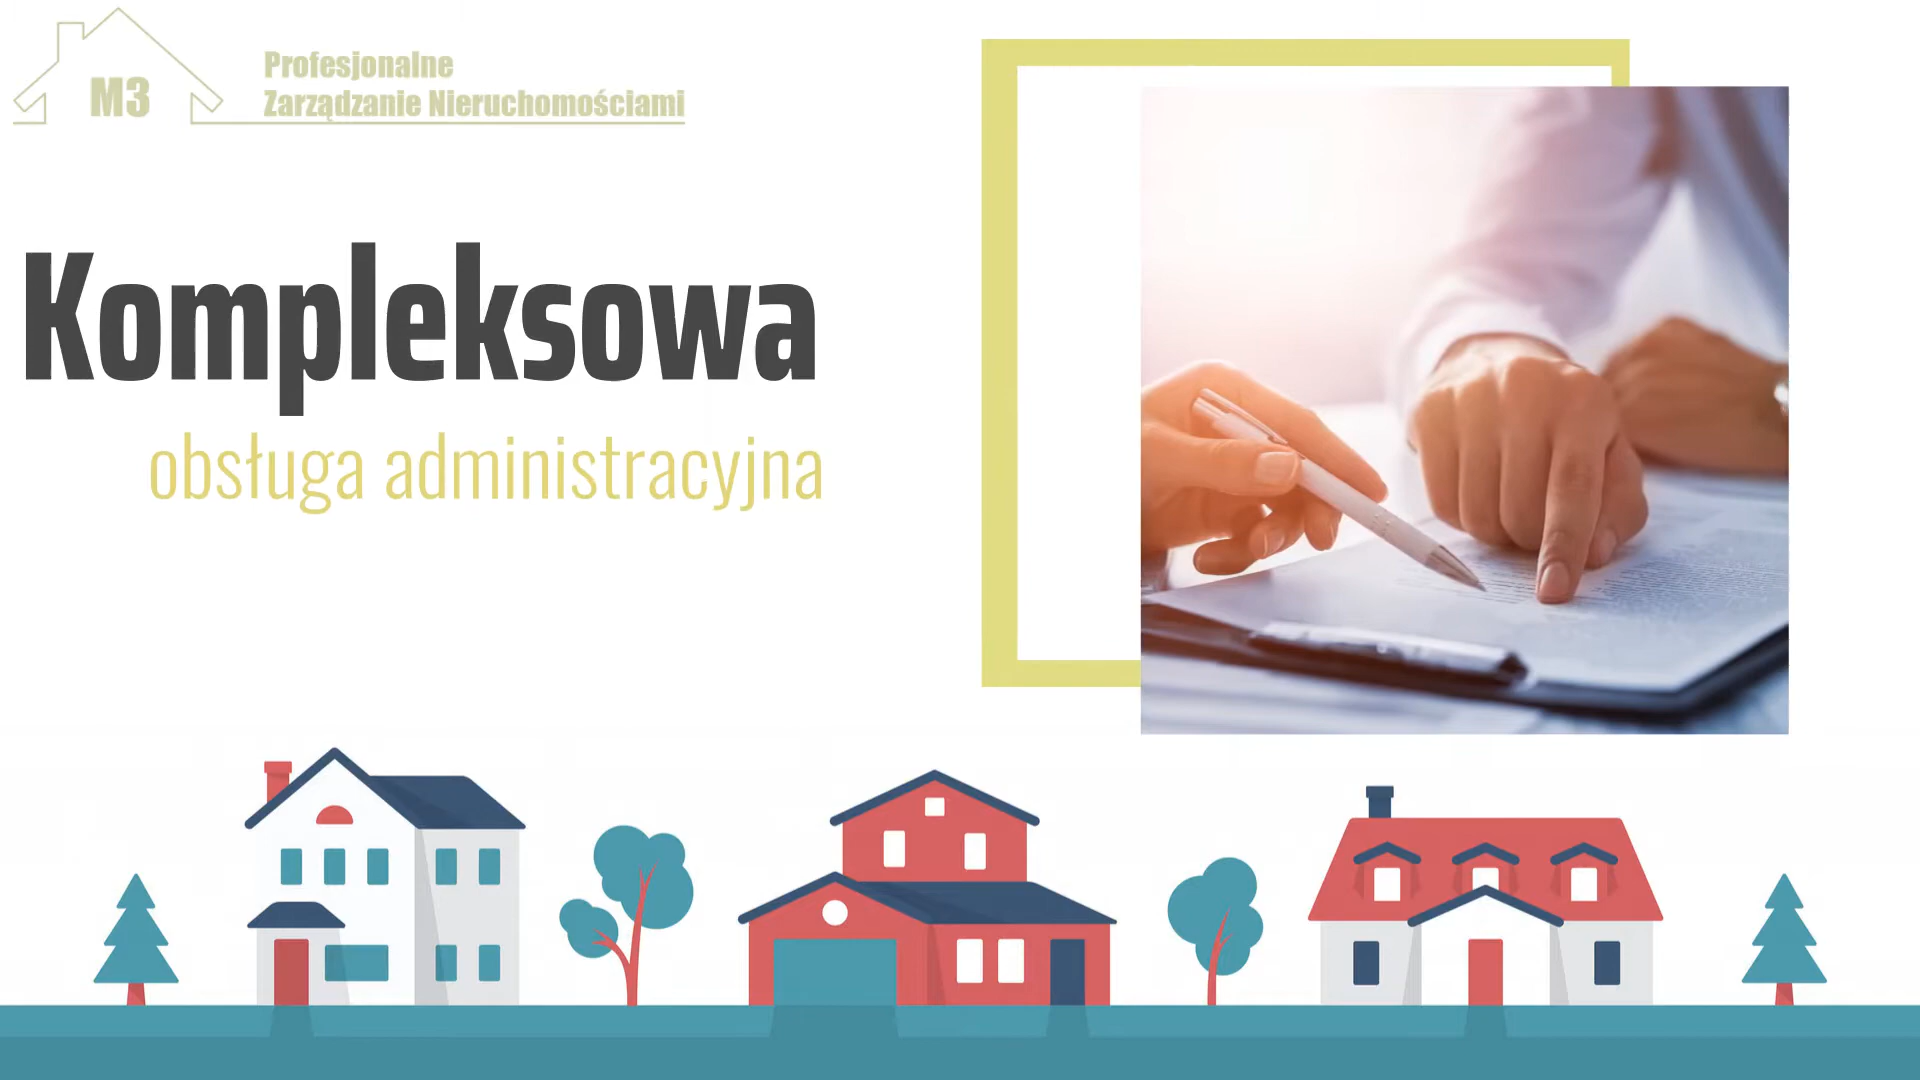 M3
Profesjonalne
Zarządzanie Nieruchomościami
Kompleksowa
obsługa administracyjna